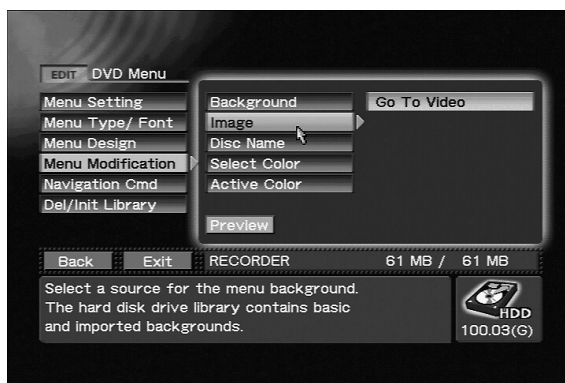 EDIT DVD Menu
Menu Setting
Menu Type/ Font
Menu Design
Menu Modification
Navigation Cmd
Del/Init Library
Background
Image
Disc Name
Select Color
Active Color
Preview
Go To Video
Back Exit RECORDER 61 MB / 61 MB
Select a source for the menu background.
The hard disk drive library contains basic
and imported backgrounds.
HDD
100.03(G)